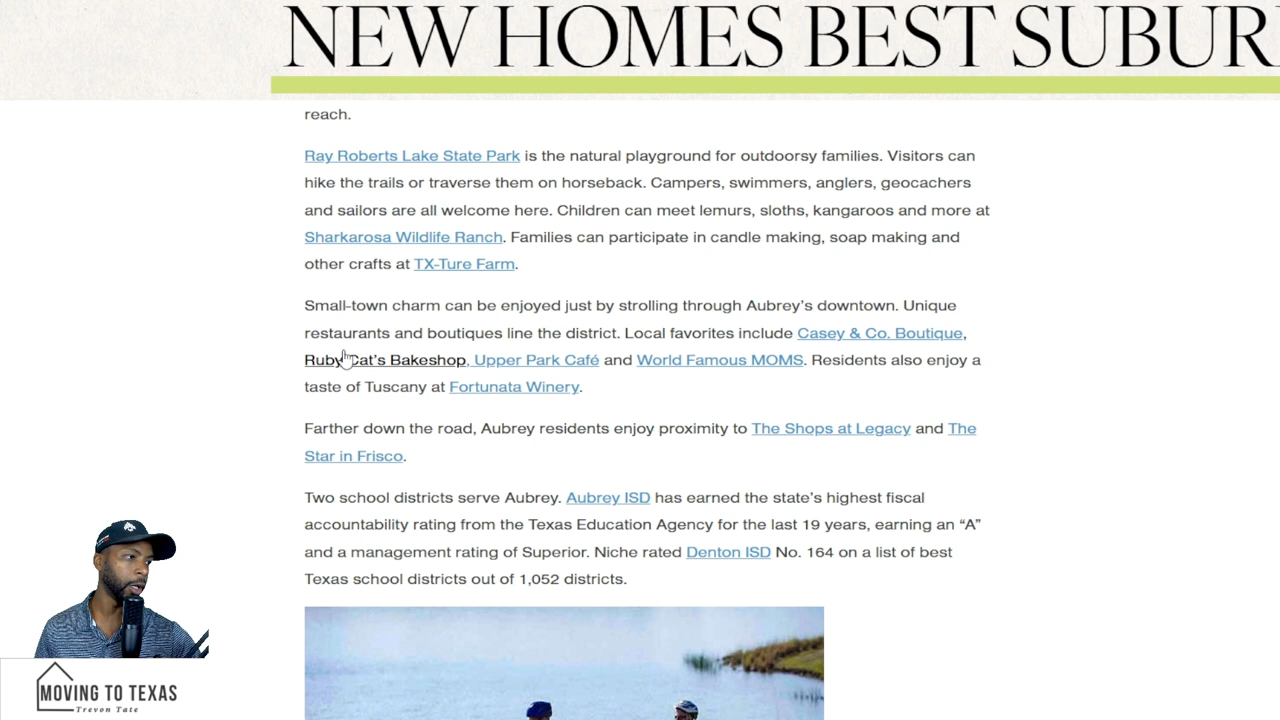 NEW HOMES BEST SUBUR
reach.
Ray Roberts Lake State Park is the natural playground for outdoorsy families. Visitors can
hike the trails or traverse them on horseback. Campers, swimmers, anglers, geocachers
and sailors are all welcome here. Children can meet lemurs, sloths, kangaroos and more at
Sharkarosa Wildlife Ranch. Families can participate in candle making, soap making and
other crafts at TX-Ture Farm.
Small-town charm can be enjoyed just by strolling through Aubrey’s downtown. Unique
restaurants and boutiques line the district. Local favorites include Casey & Co. Boutique,
Ruby Cat’s Bakeshop, Upper Park Café and World Famous MOMS. Residents also enjoy a
taste of Tuscany at Fortunata Winery.
Farther down the road, Aubrey residents enjoy proximity to The Shops at Legacy and The
Star in Frisco.
Two school districts serve Aubrey. Aubrey ISD has earned the state’s highest fiscal
accountability rating from the Texas Education Agency for the last 19 years, earning an “A”
and a management rating of Superior. Niche rated Denton ISD No. 164 on a list of best
Texas school districts out of 1,052 districts.
MOVING TO TEXAS
Trevon Tate